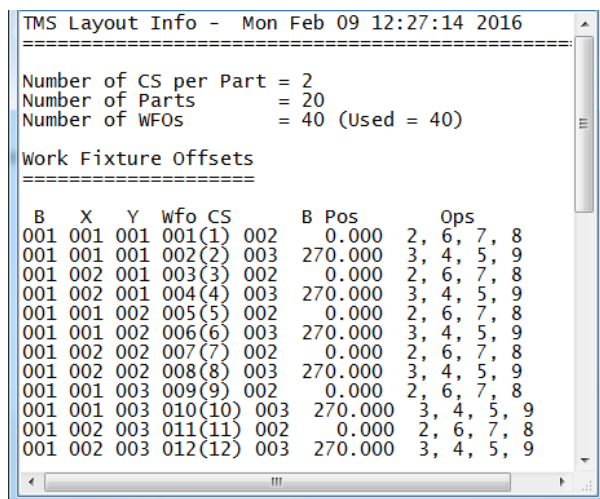 TMS Layout Info -  Mon Feb 09 12:27:14 2016
==================================================
Number of CS per Part = 2
Number of Parts       = 20
Number of WFOs        = 40 (Used = 40)
Work Fixture Offsets
=====================
B   X   Y  Wfo CS      B Pos       Ops
001 001 001 001(1) 002    0.000  2, 6, 7, 8
001 001 001 002(2) 003  270.000  3, 4, 5, 9
001 002 001 003(3) 002    0.000  2, 6, 7, 8
001 002 001 004(4) 003  270.000  3, 4, 5, 9
001 001 002 005(5) 002    0.000  2, 6, 7, 8
001 001 002 006(6) 003  270.000  3, 4, 5, 9
001 002 002 007(7) 002    0.000  2, 6, 7, 8
001 002 002 008(8) 003  270.000  3, 4, 5, 9
001 001 003 009(9) 002    0.000  2, 6, 7, 8
001 001 003 010(10) 003  270.000  3, 4, 5, 9
001 002 003 011(11) 002    0.000  2, 6, 7, 8
001 002 003 012(12) 003  270.000  3, 4, 5, 9